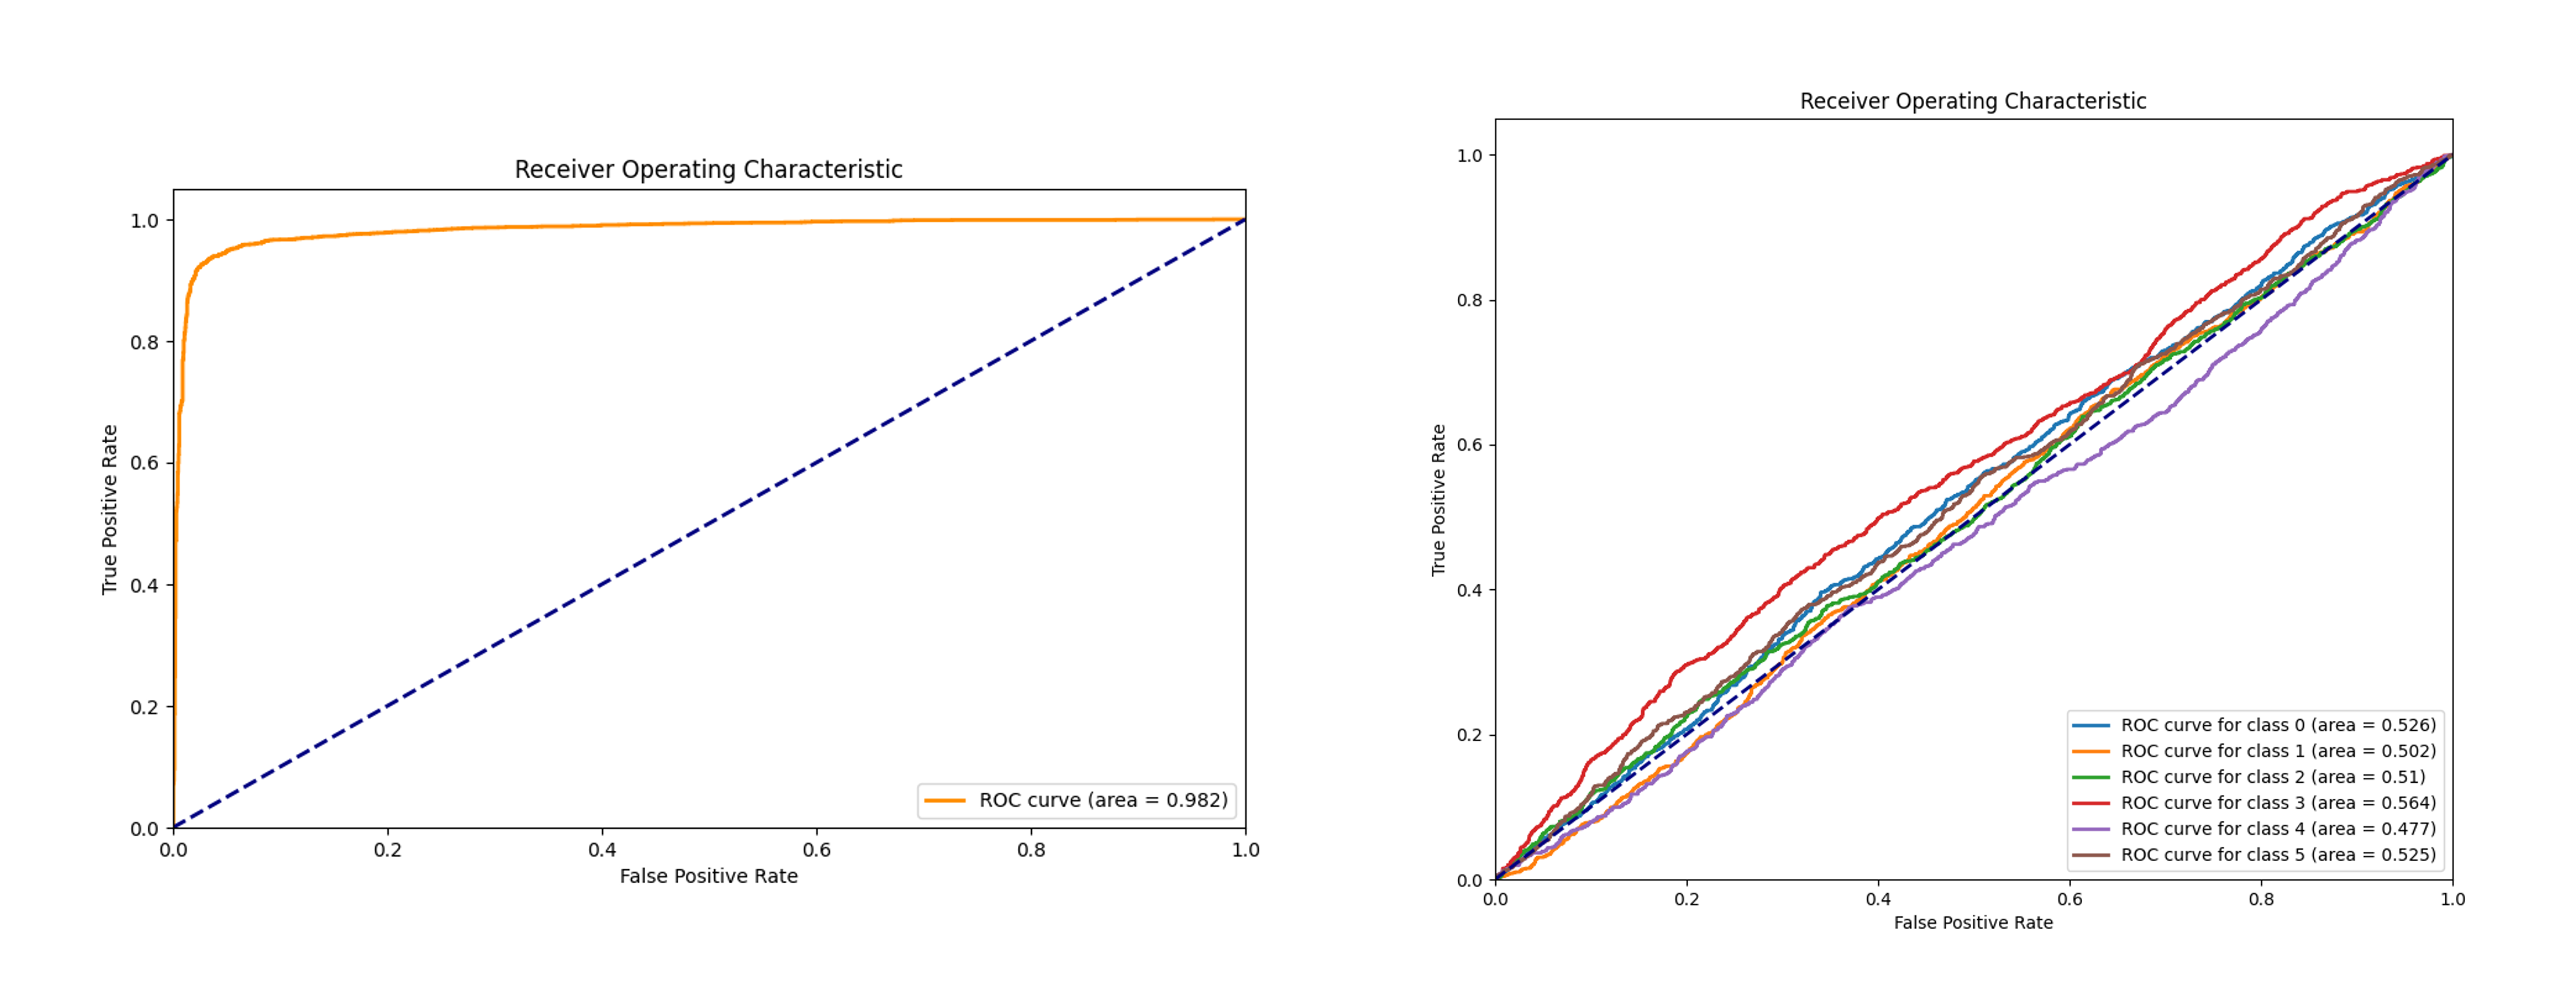 Receiver Operating Characteristic
True Positive Rate
1.0
0.8
0.6
0.4
0.2
0.0
0.0 0.2 0.4 0.6 0.8 1.0
False Positive Rate
ROC curve (area = 0.982)
Receiver Operating Characteristic
True Positive Rate
1.0
0.8
0.6
0.4
0.2
0.0
0.0 0.2 0.4 0.6 0.8 1.0
False Positive Rate
ROC curve for class 0 (area = 0.526)
ROC curve for class 1 (area = 0.502)
ROC curve for class 2 (area = 0.51)
ROC curve for class 3 (area = 0.564)
ROC curve for class 4 (area = 0.477)
ROC curve for class 5 (area = 0.525)